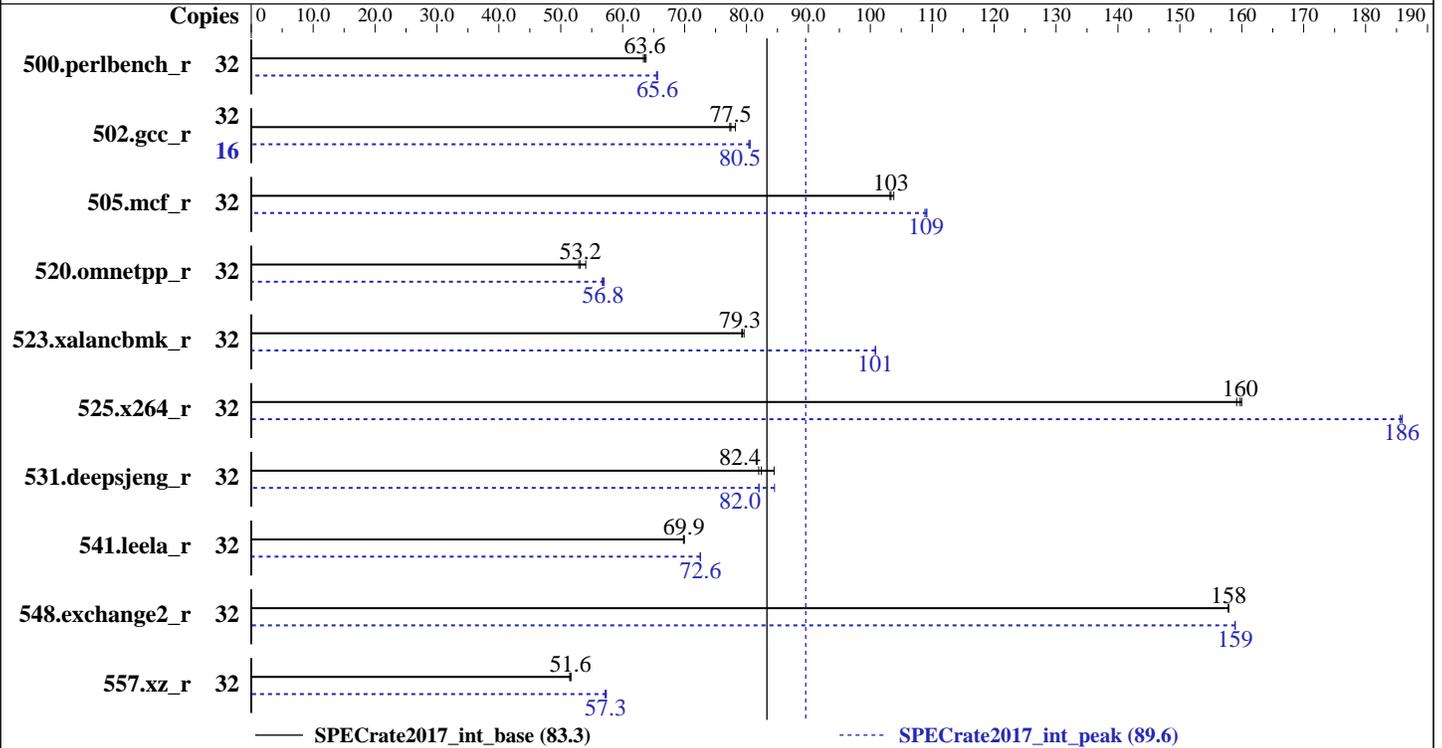 Copies 0 10.0 20.0 30.0 40.0 50.0 60.0 70.0 80.0 90.0 100 110 120 130 140 150 160 170 180 190
63.6
500.perlbench_r 32
65.6
32 77.5
502.gcc_r
16 80.5
103
505.mcf_r 32
109
53.2
520.omnetpp_r 32
56.8
79.3
523.xalancbmk_r 32
101
160
525.x264_r 32
186
82.4
531.deepsjeng_r 32
82.0
69.9
541.leela_r 32
72.6
158
548.exchange2_r 32
159
51.6
557.xz_r 32
57.3
SPECrate2017_int_base (83.3) SPECrate2017_int_peak (89.6)